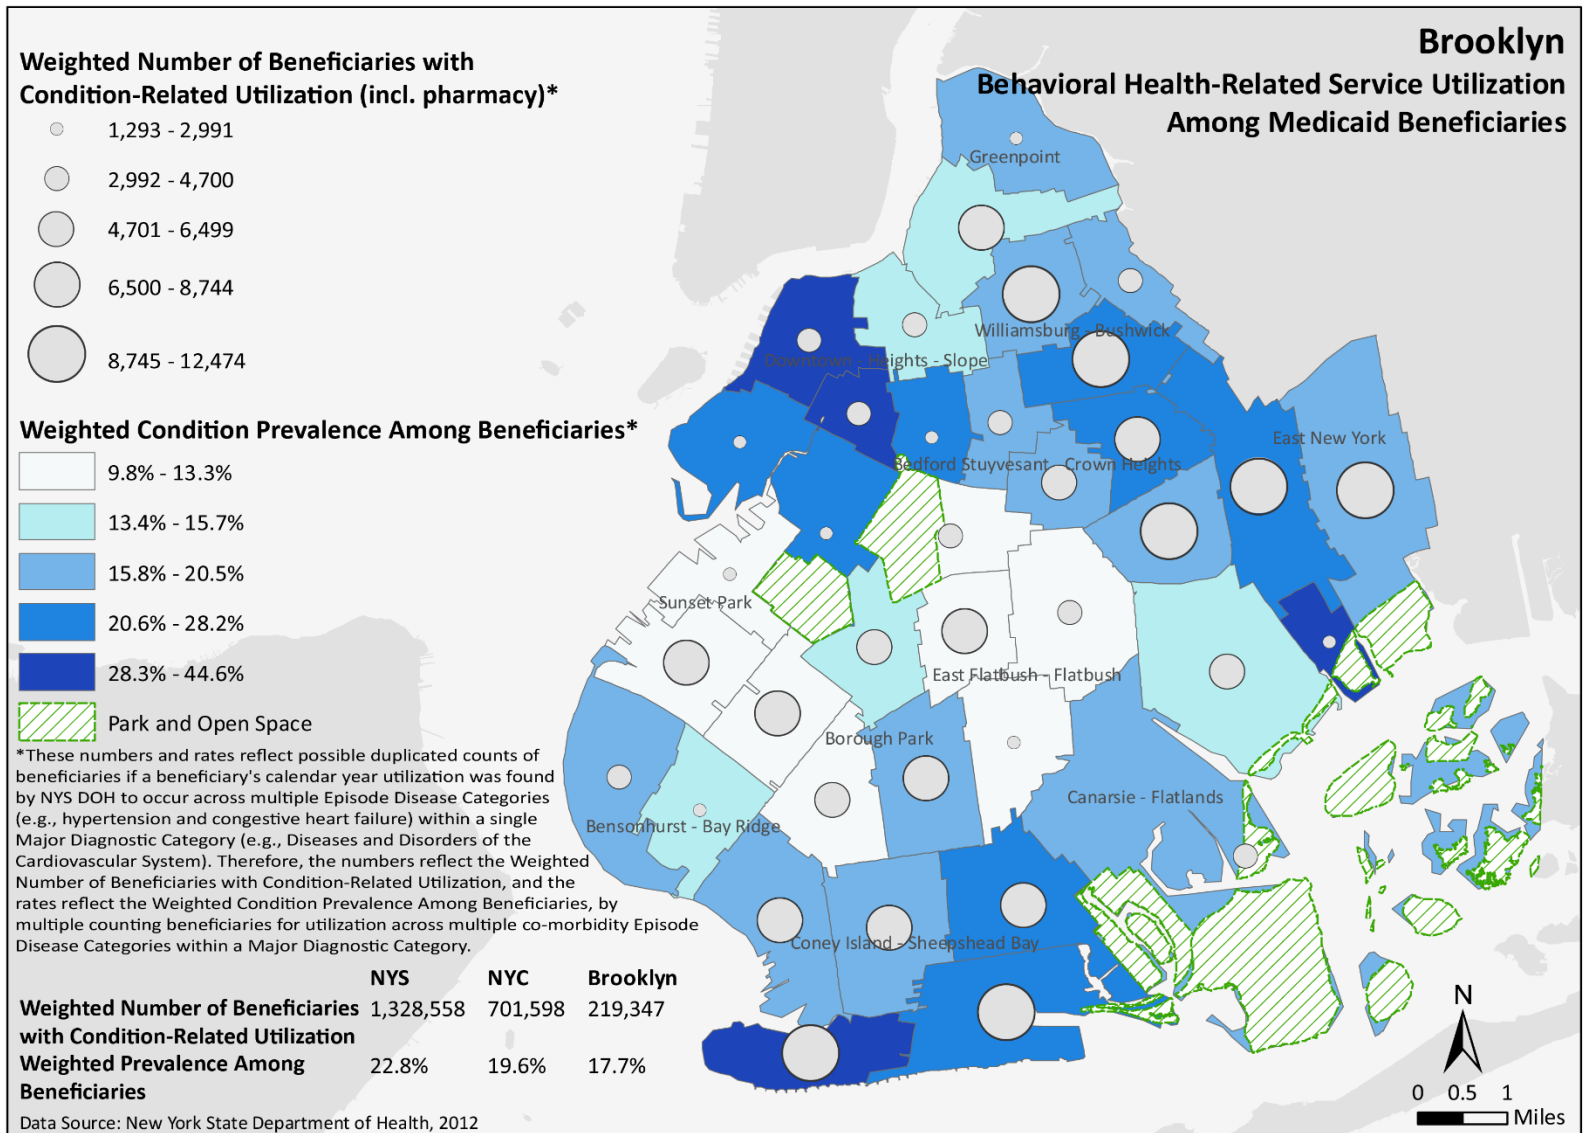 Brooklyn
Behavioral Health-Related Service Utilization
Among Medicaid Beneficiaries
Weighted Number of Beneficiaries with
Condition-Related Utilization (incl. pharmacy)*
1,293 - 2,991
2,992 - 4,700
4,701 - 6,499
6,500 - 8,744
8,745 - 12,474
Weighted Condition Prevalence Among Beneficiaries*
9.8% - 13.3%
13.4% - 15.7%
15.8% - 20.5%
20.6% - 28.2%
28.3% - 44.6%
Park and Open Space
*These numbers and rates reflect possible duplicated counts of
beneficiaries if a beneficiary's calendar year utilization was found
by NYS DOH to occur across multiple Episode Disease Categories
(e.g., hypertension and congestive heart failure) within a single
Major Diagnostic Category (e.g., Diseases and Disorders of the
Cardiovascular System). Therefore, the numbers reflect the Weighted
Number of Beneficiaries with Condition-Related Utilization, and the
rates reflect the Weighted Condition Prevalence Among Beneficiaries, by
multiple counting beneficiaries for utilization across multiple co-morbidity Episode
Disease Categories within a Major Diagnostic Category.
NYS NYC Brooklyn
Weighted Number of Beneficiaries 1,328,558 701,598 219,347
with Condition-Related Utilization
Weighted Prevalence Among 22.8% 19.6% 17.7%
Beneficiaries
Data Source: New York State Department of Health, 2012
Greenpoint
Williamsburg - Bushwick
Downtown - Heights - Slope
East New York
Bedford Stuyvesant - Crown Heights
Sunset Park
East Flatbush - Flatbush
Borough Park
Canarsie - Flatlands
Bensonhurst - Bay Ridge
Coney Island - Sheepshead Bay
N
0 0.5 1
Miles